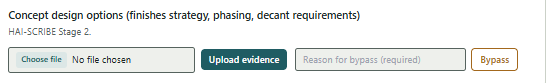 Concept design options (finishes strategy, phasing, decant requirements)
HAI-SCRIBE Stage 2.
Choose file No file chosen Upload evidence Reason for bypass (required) Bypass